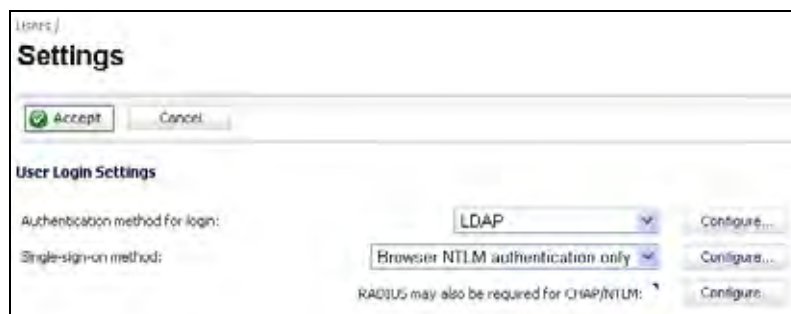 Users /
Settings
Accept Cancel
User Login Settings
Authentication method for login: LDAP Configure...
Single-sign-on method: Browser NTLM authentication only Configure...
RADIUS may also be required for CHAP/NTLM: Configure...